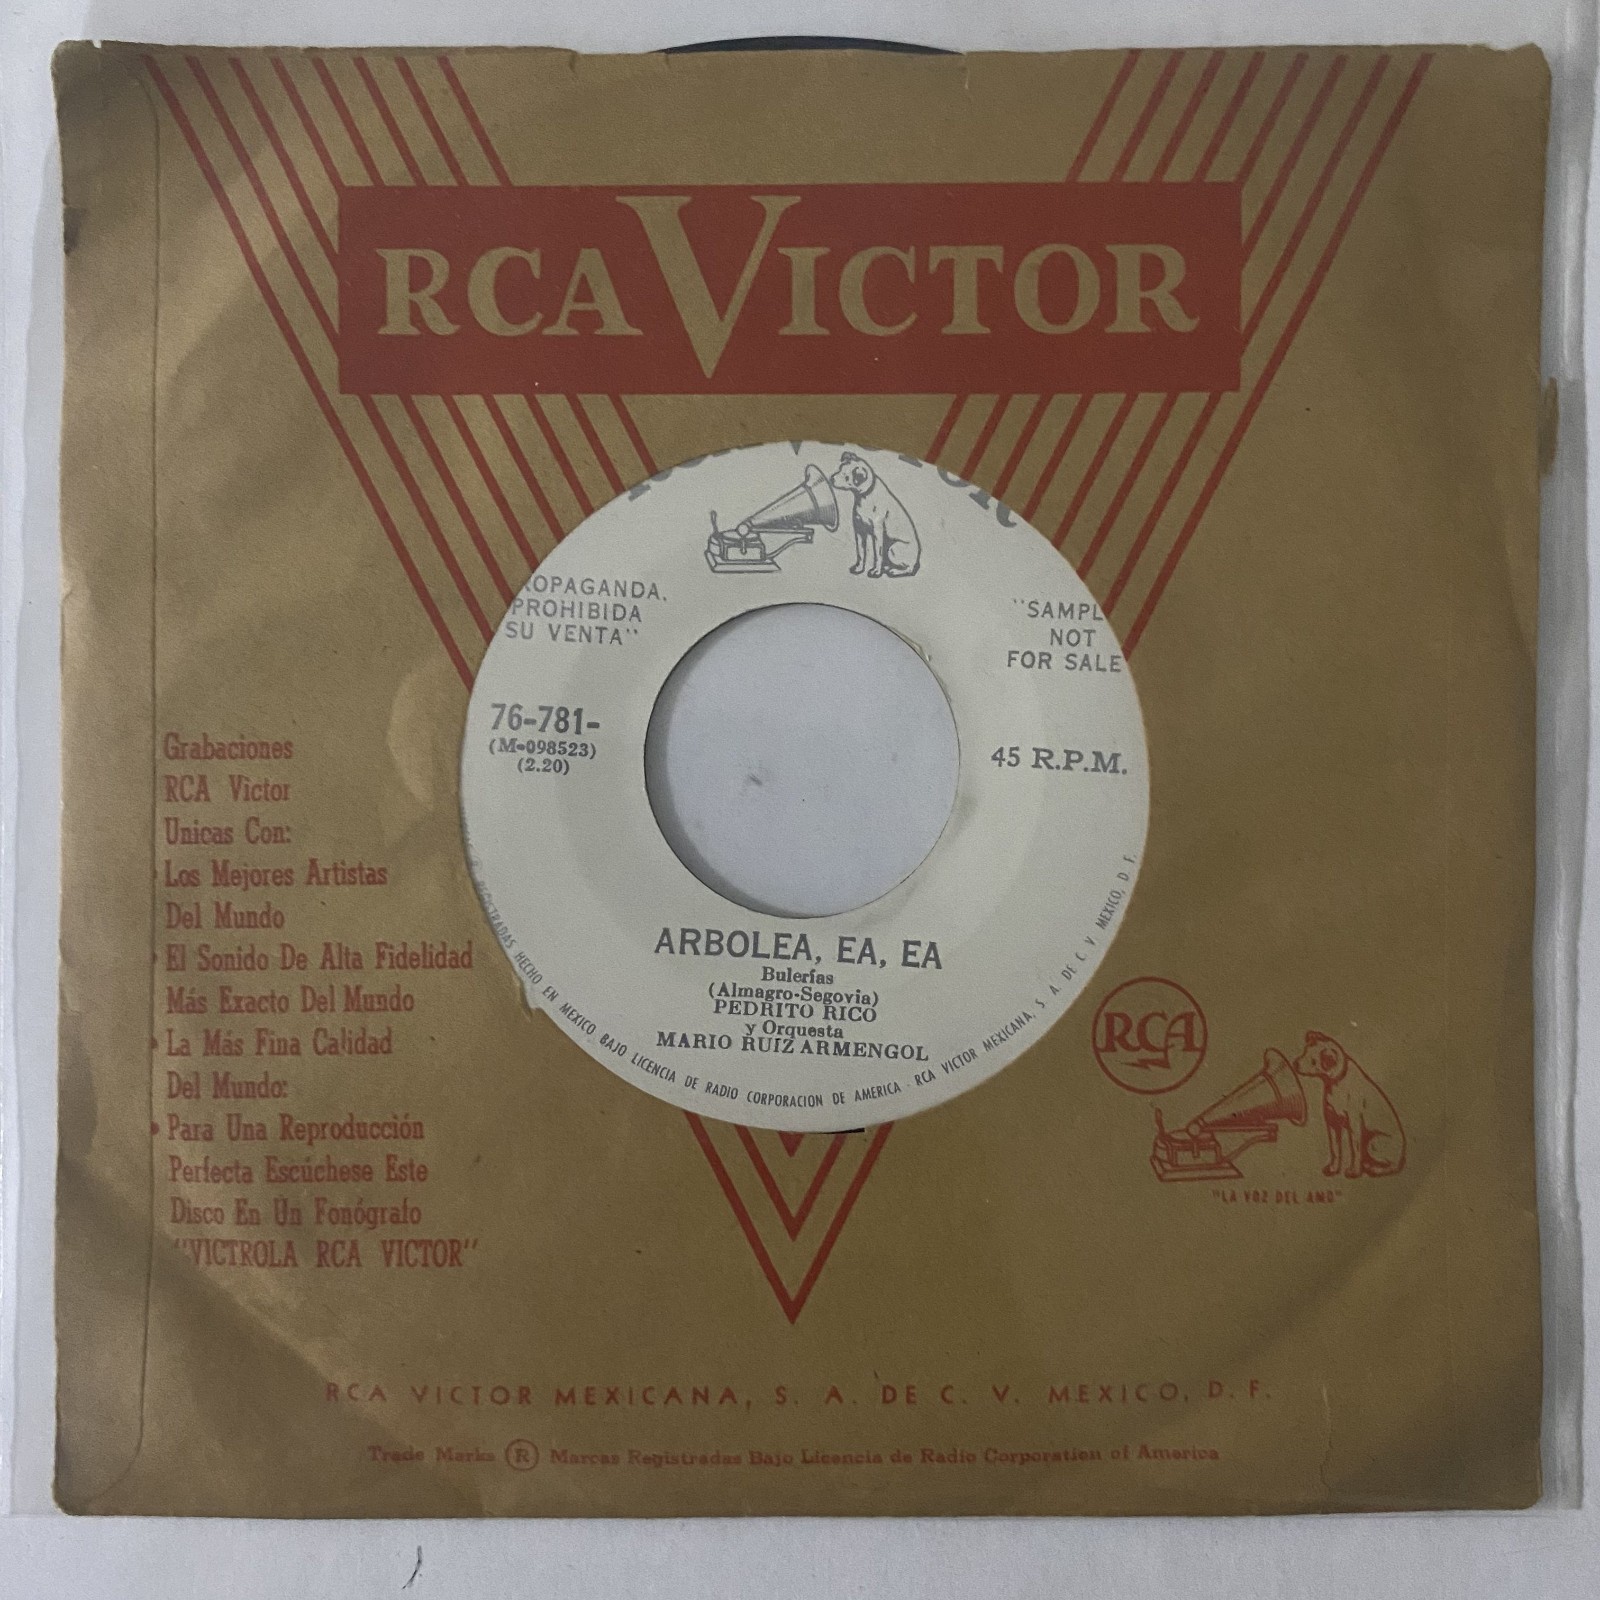 RCA VICTOR
PROHIBIDA
SU VENTA"
NOT
FOR SALE
76-781-
(M-098523)
(2.20)
45 R.P.M.
ARBOLEA, EA, EA
Bulerías
(Almagro-Segovia)
PEDRITO RICO
y Orquesta
MARIO RUIZ ARMENGOL
REGISTRADAS HECHO EN MEXICO BAJO LICENCIA DE RADIO CORPORACION DE AMERICA - RCA VICTOR MEXICANA, S. A. DE C. V. MEXICO, D. F.
Grabaciones
RCA Victor
Unicas Con:
Los Mejores Artistas
Del Mundo
El Sonido De Alta Fidelidad
Más Exacto Del Mundo
La Más Fina Calidad
Del Mundo:
Para Una Reproducción
Perfecta Escúchese Este
Disco En Un Fonógrafo
"VICTROLA RCA VICTOR"
RCA
"LA VOZ DEL AMO"
RCA VICTOR MEXICANA, S. A. DE C. V. MEXICO, D. F.
Trade Marks ® Marcas Registradas Bajo Licencia de Radio Corporation of America